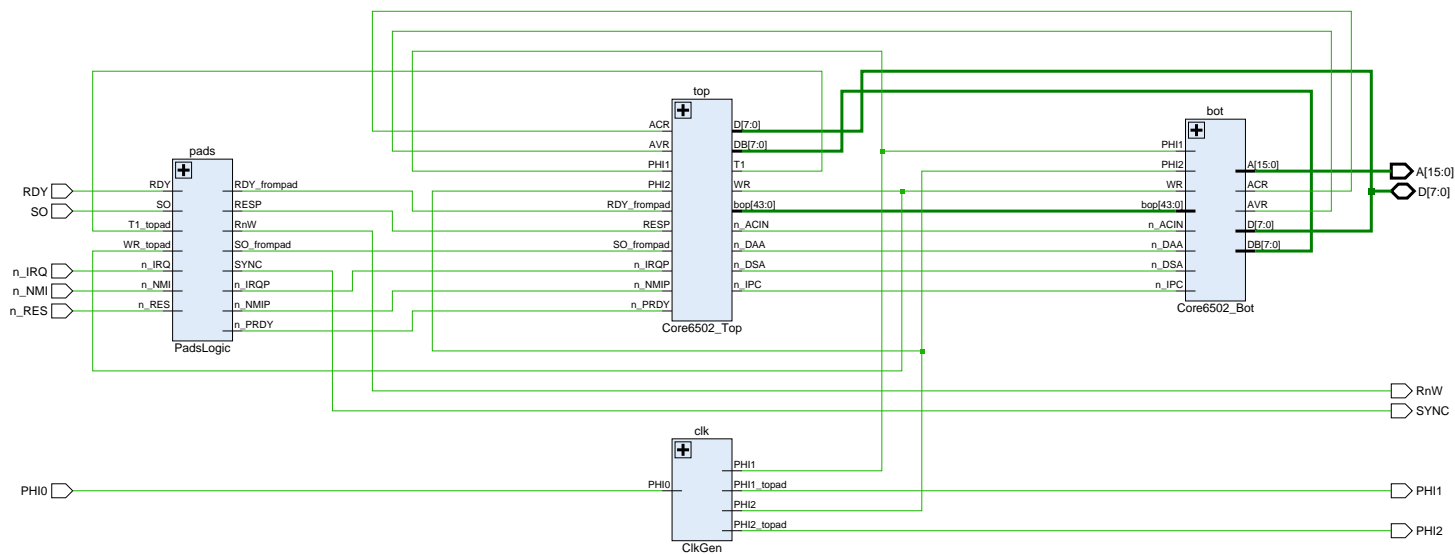 top
ACR
AVR
PHI1
PHI2
RDY_frompad
RESP
SO_frompad
n_IRQP
n_NMIP
n_PRDY
D[7:0]
DB[7:0]
T1
WR
bop[43:0]
n_ACIN
n_DAA
n_DSA
n_IPC
Core6502_Top
bot
PHI1
PHI2
WR
bop[43:0]
n_ACIN
n_DAA
n_DSA
n_IPC
A[15:0]
ACR
AVR
D[7:0]
DB[7:0]
Core6502_Bot
A[15:0]
D[7:0]
pads
RDY
SO
n_IRQ
n_NMI
n_RES
RDY
SO
T1_topad
WR_topad
n_IRQ
n_NMI
n_RES
RDY_frompad
RESP
RnW
SO_frompad
SYNC
n_IRQP
n_NMIP
n_PRDY
PadsLogic
RnW
SYNC
clk
PHI0
PHI0
PHI1
PHI1_topad
PHI2
PHI2_topad
ClkGen
PHI1
PHI2